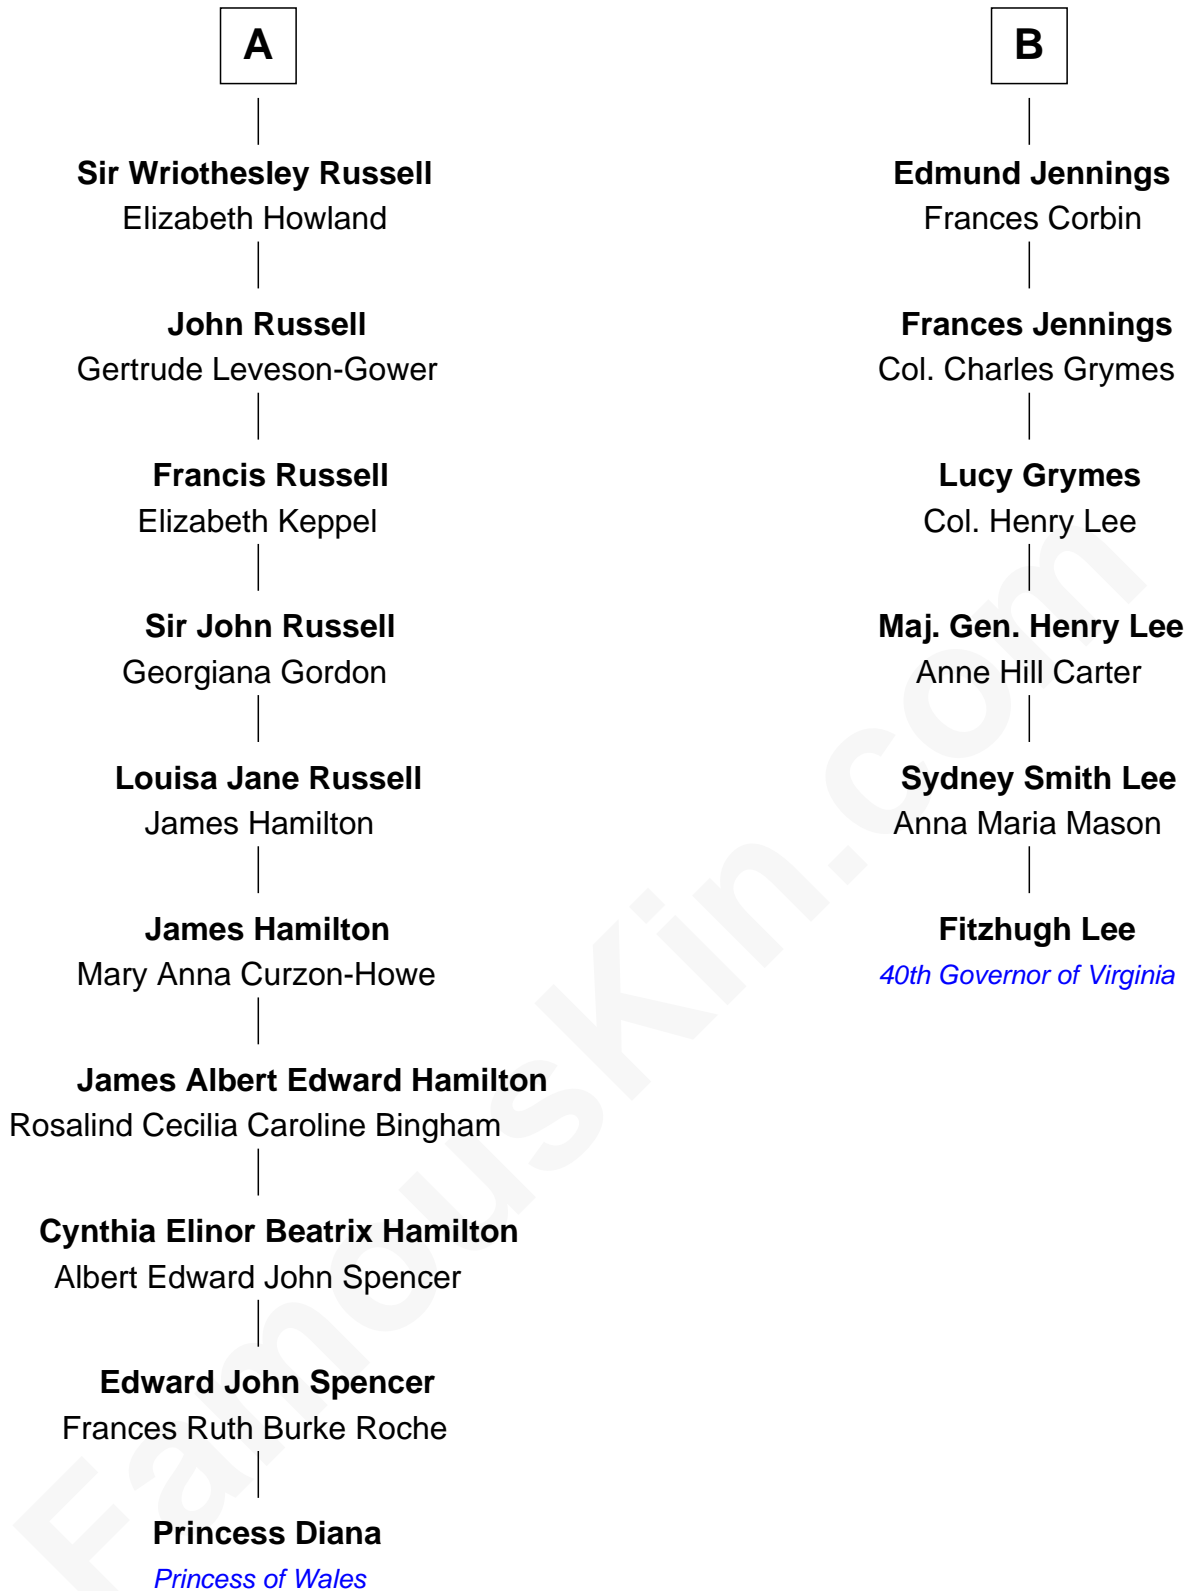 A
Sir Wriothesley Russell
Elizabeth Howland
John Russell
Gertrude Leveson-Gower
Francis Russell
Elizabeth Keppel
Sir John Russell
Georgiana Gordon
Louisa Jane Russell
James Hamilton
James Hamilton
Mary Anna Curzon-Howe
James Albert Edward Hamilton
Rosalind Cecilia Caroline Bingham
Cynthia Elinor Beatrix Hamilton
Albert Edward John Spencer
Edward John Spencer
Frances Ruth Burke Roche
Princess Diana
Princess of Wales
B
Edmund Jennings
Frances Corbin
Frances Jennings
Col. Charles Grymes
Lucy Grymes
Col. Henry Lee
Maj. Gen. Henry Lee
Anne Hill Carter
Sydney Smith Lee
Anna Maria Mason
Fitzhugh Lee
40th Governor of Virginia
FamousKin.com